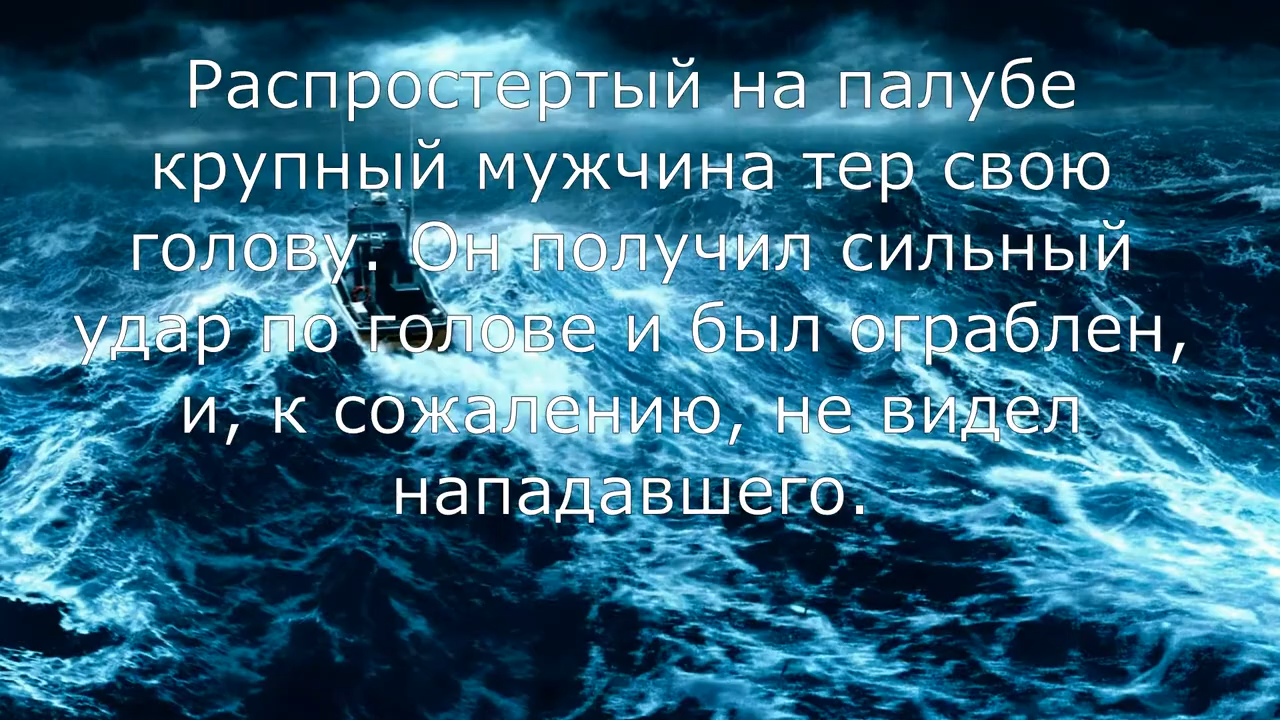 Распростертый на палубе
крупный мужчина тер свою
голову. Он получил сильный
удар по голове и был ограблен,
и, к сожалению, не видел
нападавшего.